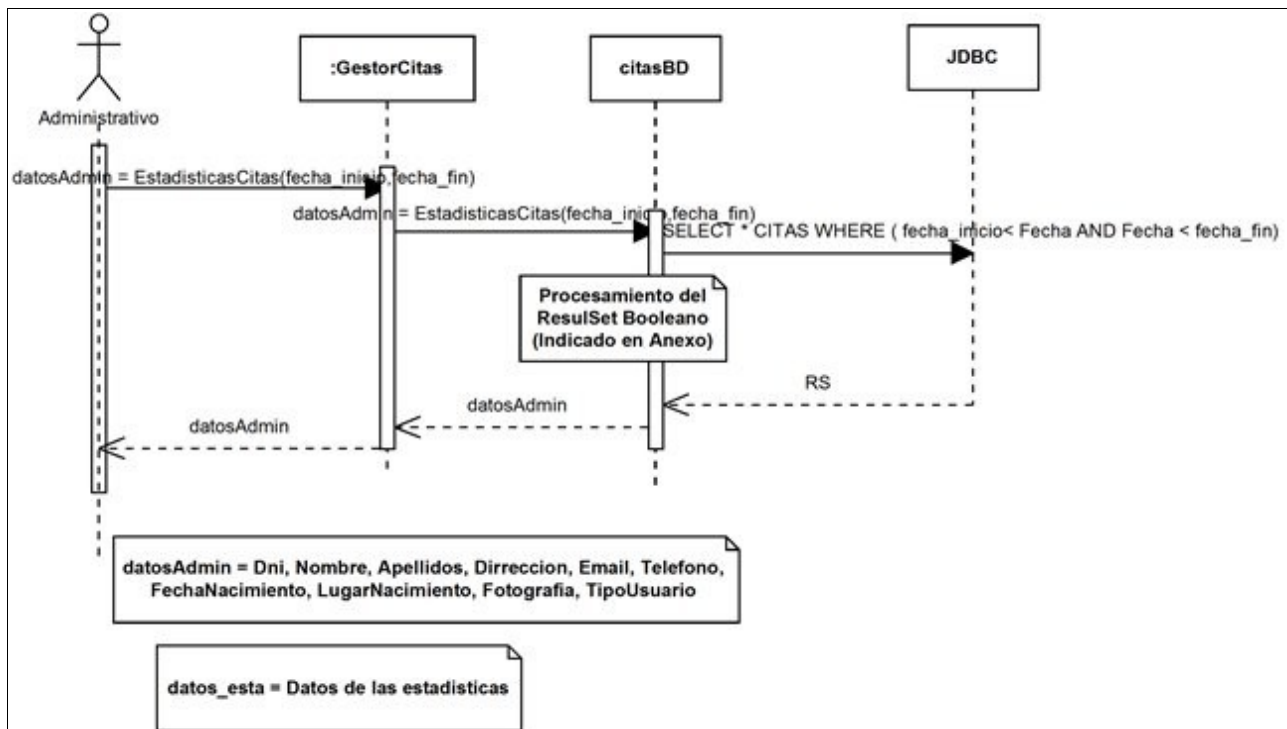 :GestorCitas
citasBD
JDBC
Administrativo
datosAdmin = EstadisticasCitas(fecha_inicio,fecha_fin)
datosAdmin = EstadisticasCitas(fecha_inicio,fecha_fin)
SELECT * CITAS WHERE ( fecha_inicio< Fecha AND Fecha < fecha_fin)
Procesamiento del
ResulSet Booleano
(Indicado en Anexo)
RS
datosAdmin
datosAdmin
datosAdmin = Dni, Nombre, Apellidos, Dirreccion, Email, Telefono,
FechaNacimiento, LugarNacimiento, Fotografia, TipoUsuario
datos_esta = Datos de las estadisticas